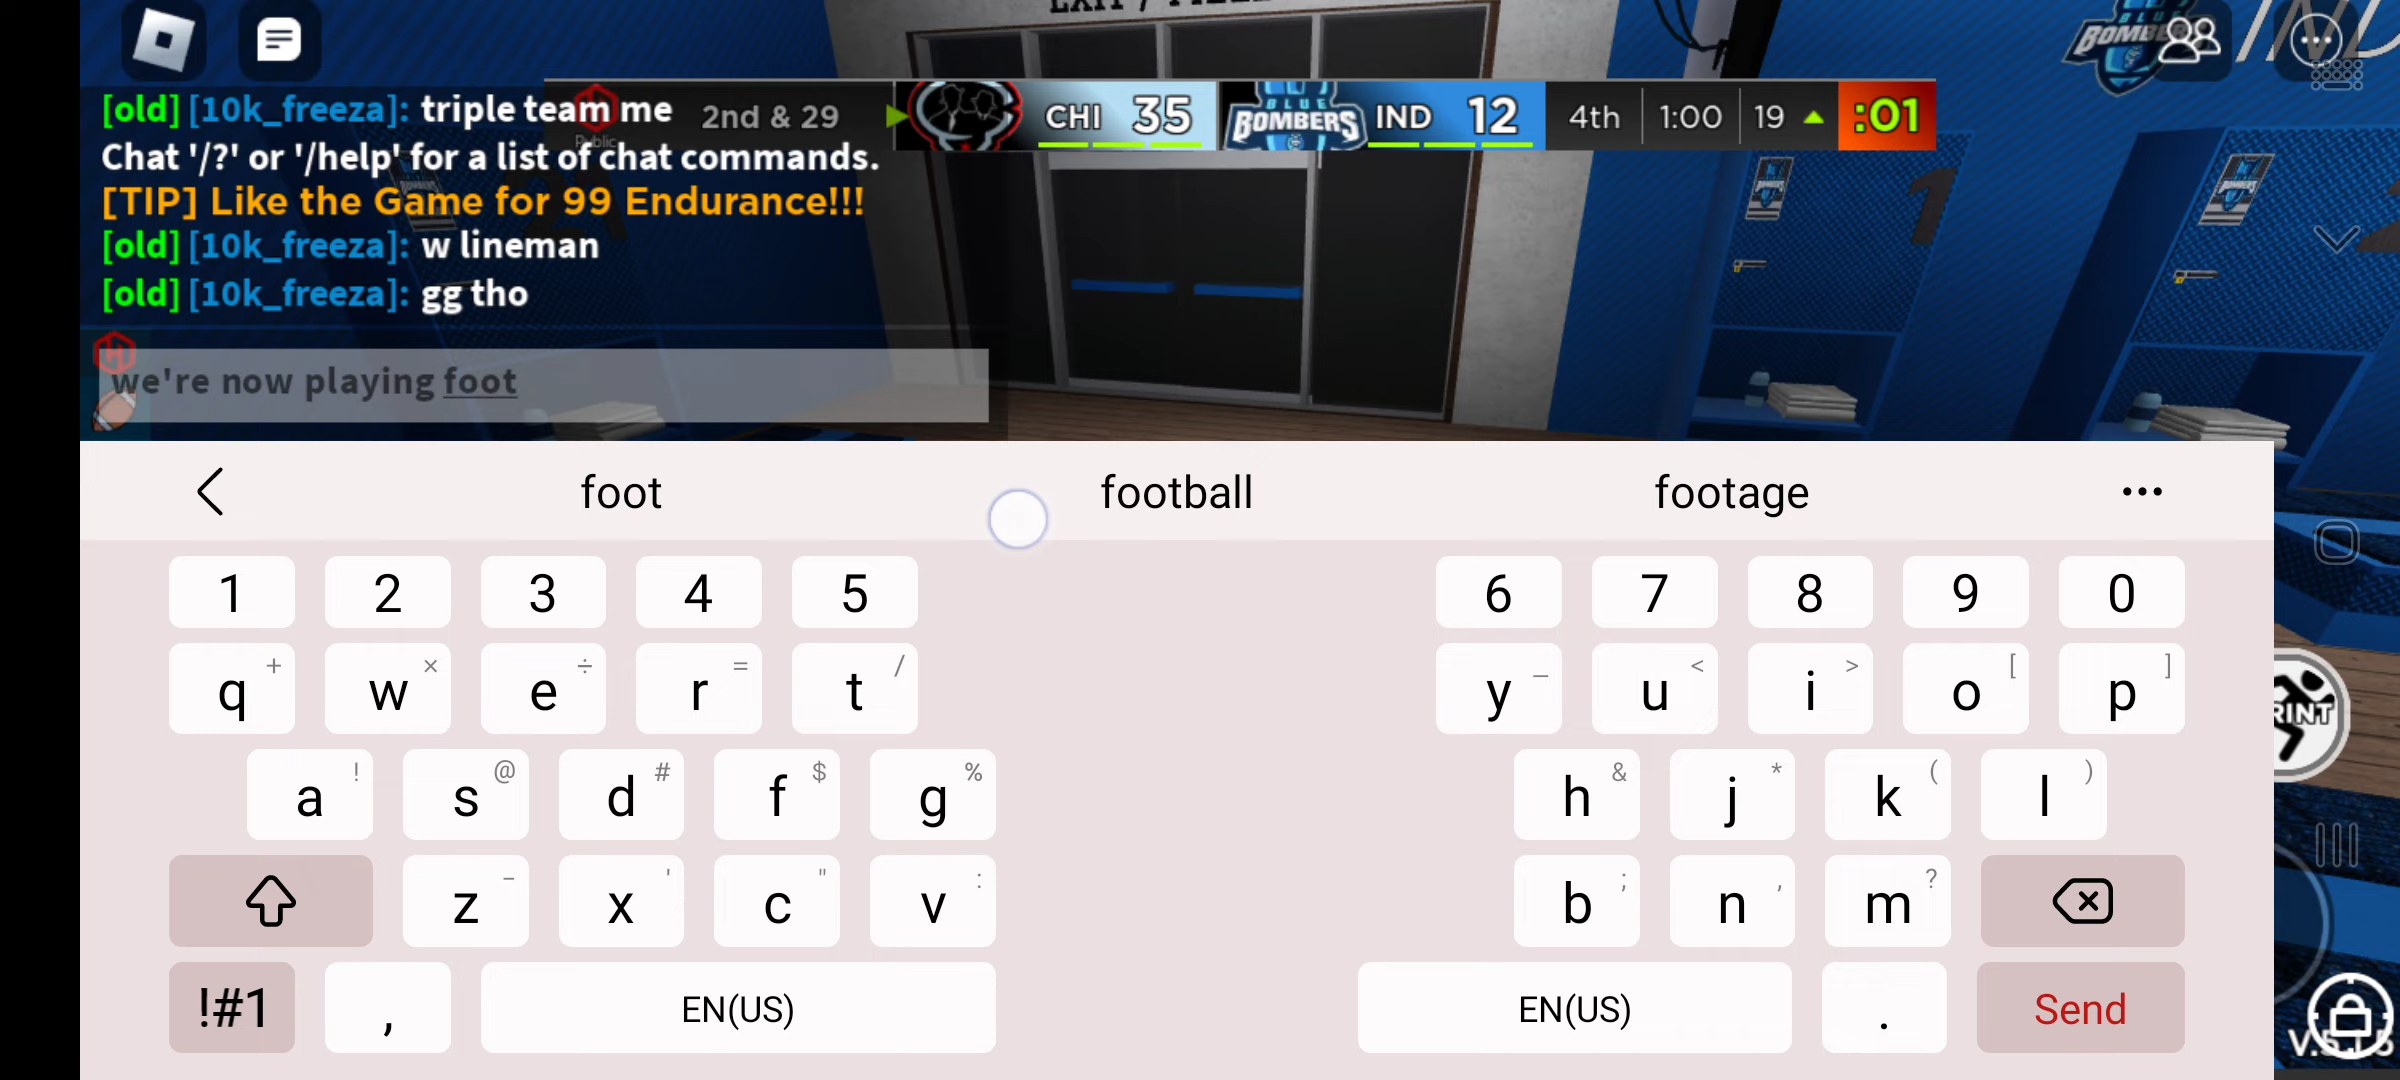 [old] [10k_freeza]: triple team me
Chat '/?' or '/help' for a list of chat commands.
[TIP] Like the Game for 99 Endurance!!!
[old] [10k_freeza]: w lineman
[old] [10k_freeza]: gg tho
we're now playing foot
Public
2nd & 29
CHI 35
BLUE
BOMBERS
IND 12
4th 1:00 19 :01
foot football footage
1 2 3 4 5 6 7 8 9 0
q + w × e ÷ r = t / y _ u < i > o [ p ]
a ! s @ d # f $ g % h & j * k ( l )
z - x ' c " v : b ; n , m ?
!#1 , EN(US) EN(US) . Send